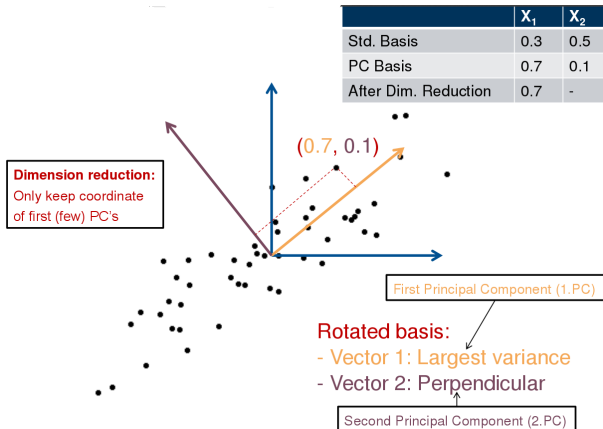 X1 X2
Std. Basis 0.3 0.5
PC Basis 0.7 0.1
After Dim. Reduction 0.7 -
(0.7, 0.1)
Dimension reduction:
Only keep coordinate
of first (few) PC's
First Principal Component (1.PC)
Rotated basis:
- Vector 1: Largest variance
- Vector 2: Perpendicular
Second Principal Component (2.PC)